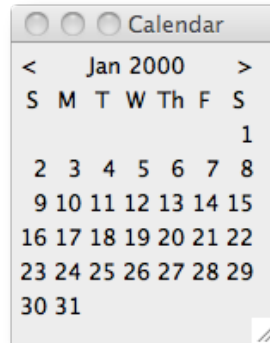 Calendar
< Jan 2000 >
S M T W Th F S
1
2 3 4 5 6 7 8
9 10 11 12 13 14 15
16 17 18 19 20 21 22
23 24 25 26 27 28 29
30 31